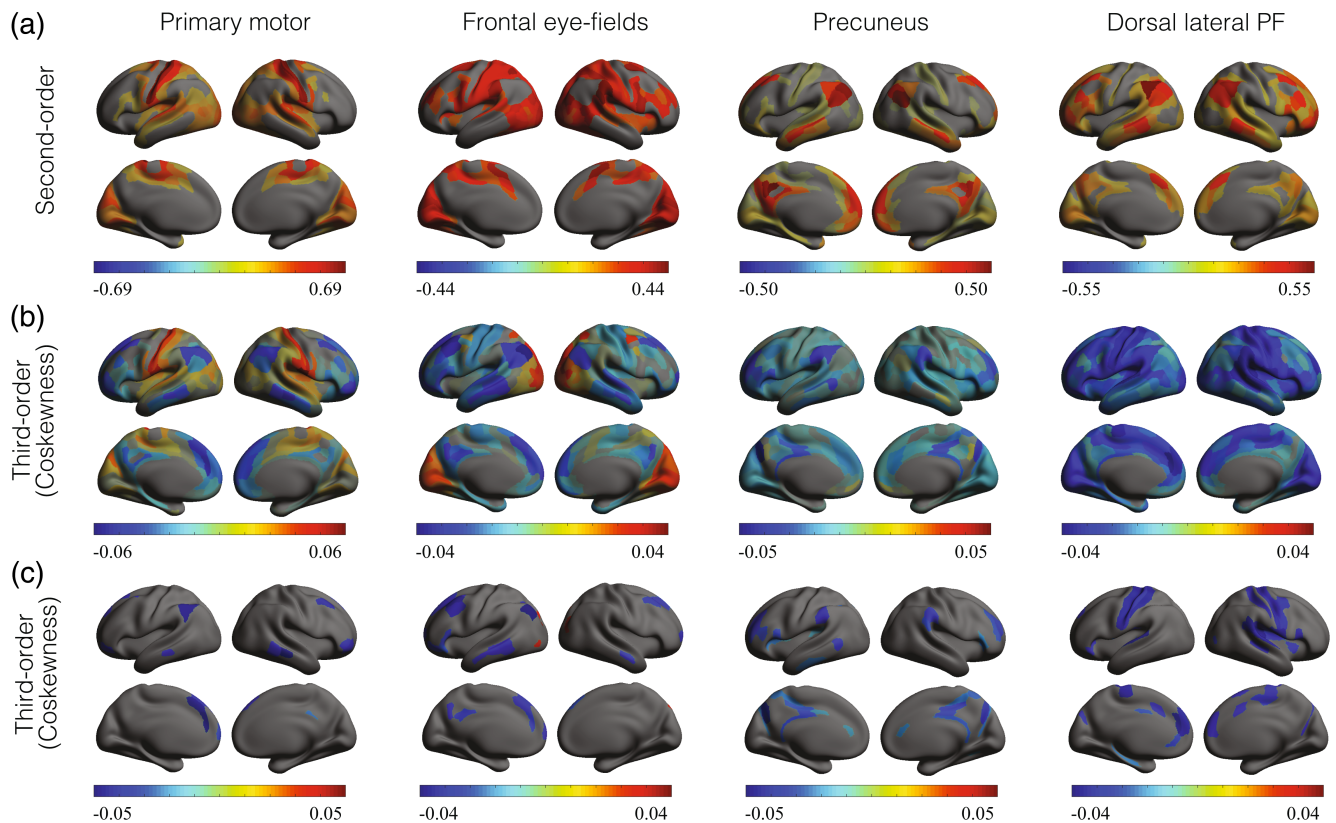 (a)
Primary motor
Frontal eye-fields
Precuneus
Dorsal lateral PF
Second-order
-0.69 0.69
-0.44 0.44
-0.50 0.50
-0.55 0.55
(b)
Third-order
(Coskewness)
-0.06 0.06
-0.04 0.04
-0.05 0.05
-0.04 0.04
(c)
Third-order
(Coskewness)
-0.05 0.05
-0.04 0.04
-0.05 0.05
-0.04 0.04